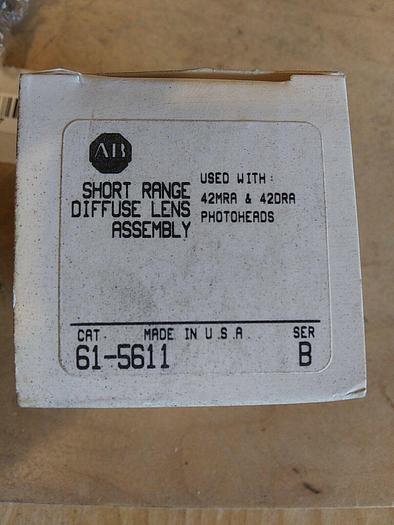 AB
SHORT RANGE
DIFFUSE LENS
ASSEMBLY
USED WITH:
42MRA & 42DRA
PHOTOHEADS
CAT. MADE IN U.S.A. SER
61-5611 B